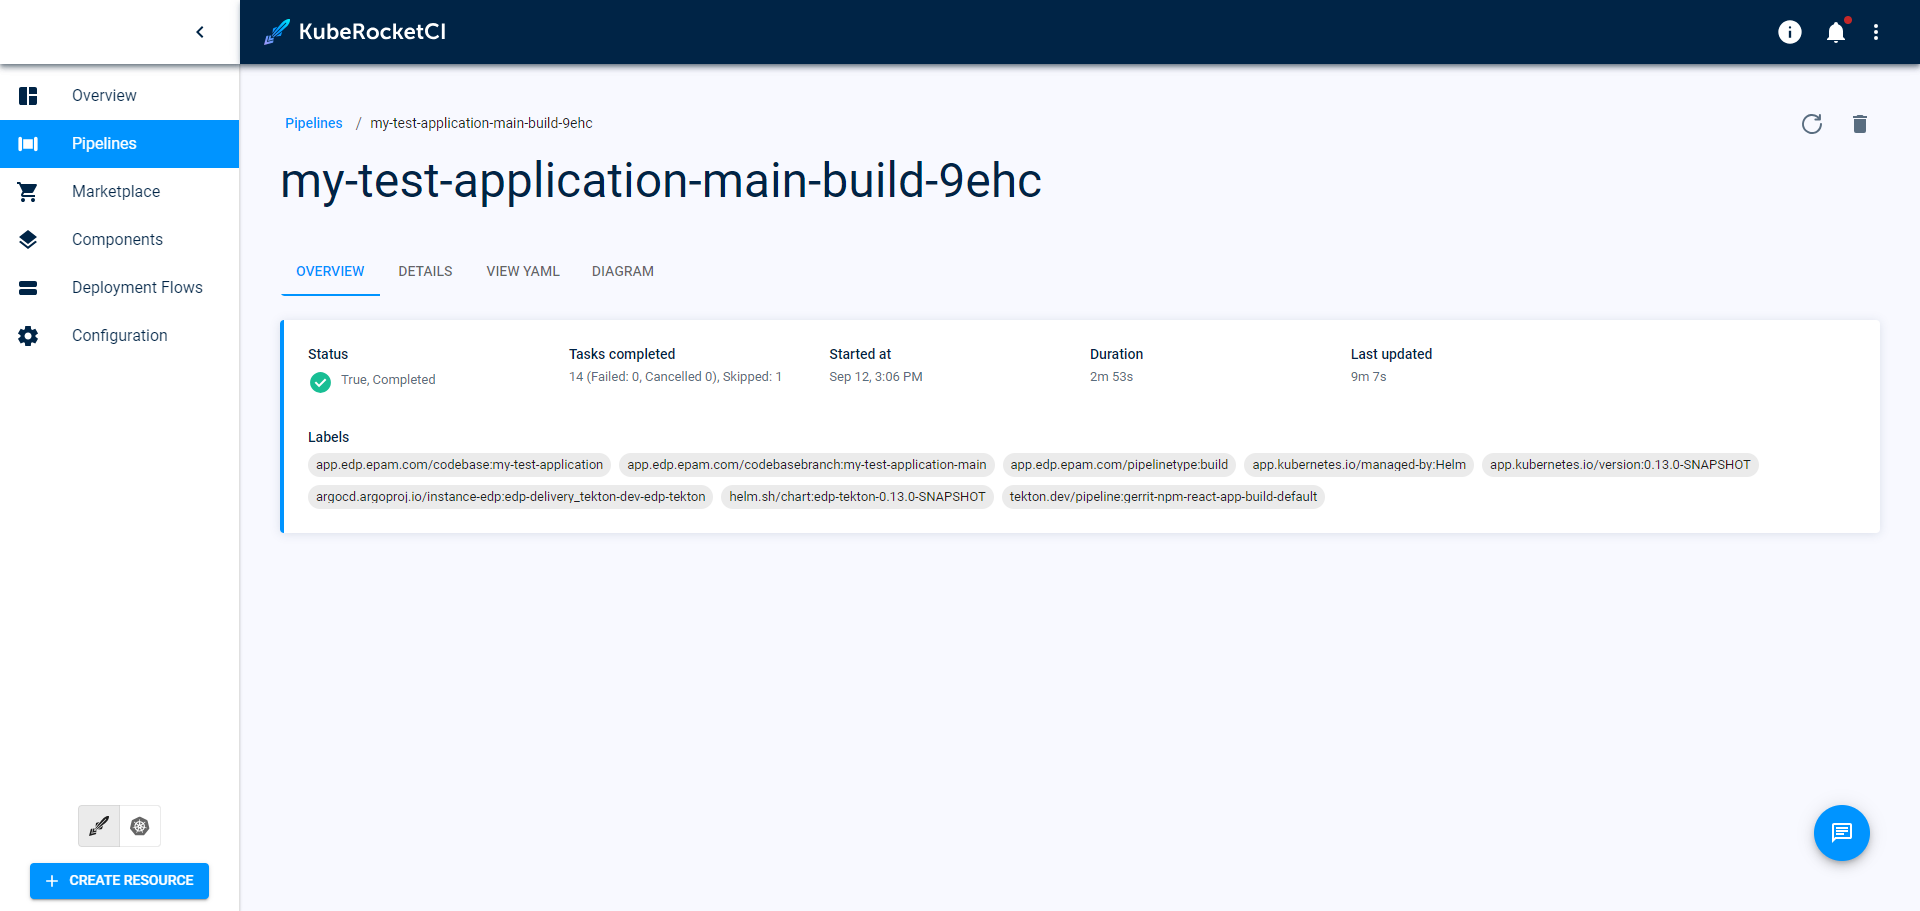 KubeRocketCI
Overview
Pipelines
Marketplace
Components
Deployment Flows
Configuration
CREATE RESOURCE
Pipelines / my-test-application-main-build-9ehc
my-test-application-main-build-9ehc
OVERVIEW DETAILS VIEW YAML DIAGRAM
Status Tasks completed Started at Duration Last updated
True, Completed 14 (Failed: 0, Cancelled 0), Skipped: 1 Sep 12, 3:06 PM 2m 53s 9m 7s
Labels
app.edp.epam.com/codebase:my-test-application app.edp.epam.com/codebasebranch:my-test-application-main app.edp.epam.com/pipelinetype:build app.kubernetes.io/managed-by:Helm app.kubernetes.io/version:0.13.0-SNAPSHOT
argocd.argoproj.io/instance-edp:edp-delivery_tekton-dev-edp-tekton helm.sh/chart:edp-tekton-0.13.0-SNAPSHOT tekton.dev/pipeline:gerrit-npm-react-app-build-default